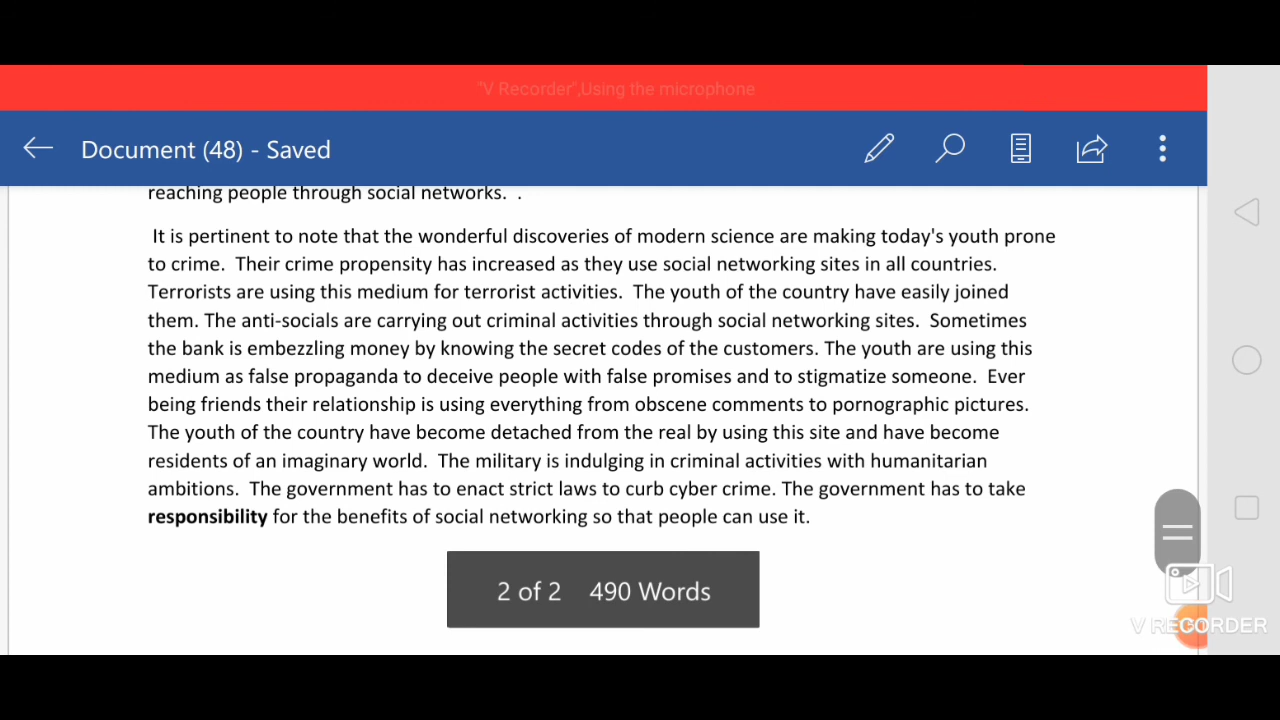 "V Recorder",Using the microphone
Document (48) - Saved
reaching people through social networks.  .
It is pertinent to note that the wonderful discoveries of modern science are making today's youth prone
to crime.  Their crime propensity has increased as they use social networking sites in all countries.
Terrorists are using this medium for terrorist activities.  The youth of the country have easily joined
them. The anti-socials are carrying out criminal activities through social networking sites.  Sometimes
the bank is embezzling money by knowing the secret codes of the customers. The youth are using this
medium as false propaganda to deceive people with false promises and to stigmatize someone.  Ever
being friends their relationship is using everything from obscene comments to pornographic pictures.
The youth of the country have become detached from the real by using this site and have become
residents of an imaginary world.  The military is indulging in criminal activities with humanitarian
ambitions.  The government has to enact strict laws to curb cyber crime. The government has to take
responsibility for the benefits of social networking so that people can use it.
2 of 2 490 Words
V RECORDER